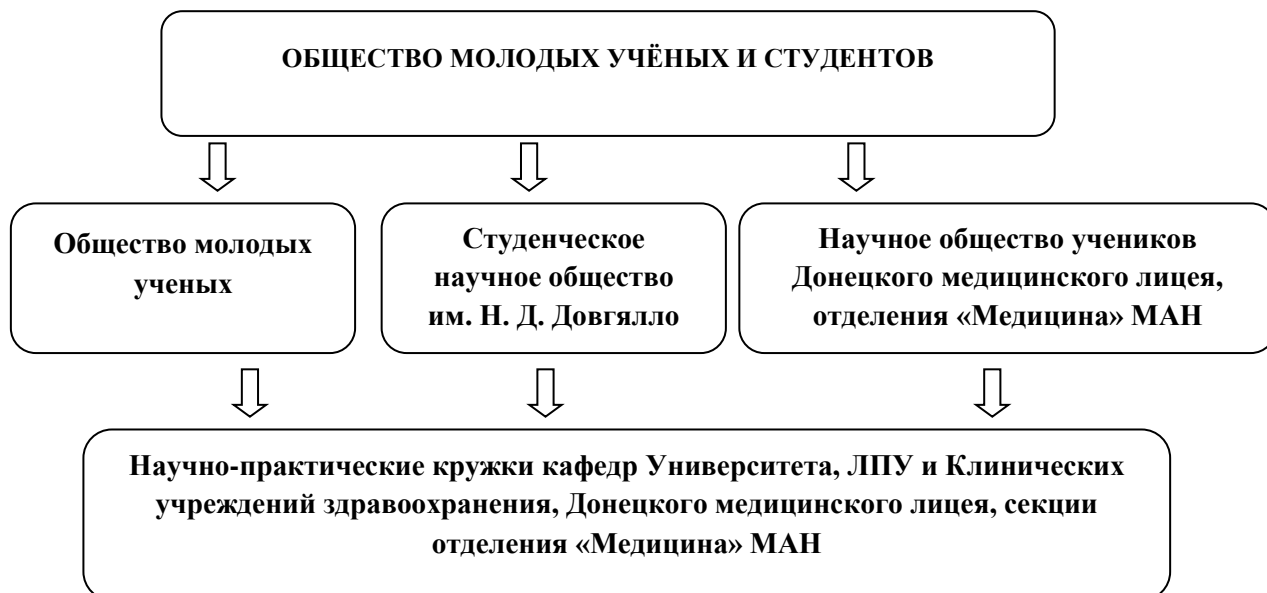 ОБЩЕСТВО МОЛОДЫХ УЧЁНЫХ И СТУДЕНТОВ
Общество молодых
ученых
Студенческое
научное общество
им. Н. Д. Довгялло
Научное общество учеников
Донецкого медицинского лицея,
отделения «Медицина» МАН
Научно-практические кружки кафедр Университета, ЛПУ и Клинических
учреждений здравоохранения, Донецкого медицинского лицея, секции
отделения «Медицина» МАН